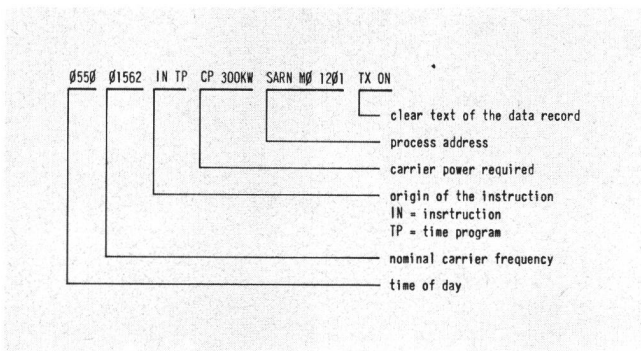 Ø55Ø Ø1562 IN TP CP 300KW SARN MØ 12Ø1 TX ON
clear text of the data record
process address
carrier power required
origin of the instruction
IN = insrtruction
TP = time program
nominal carrier frequency
time of day